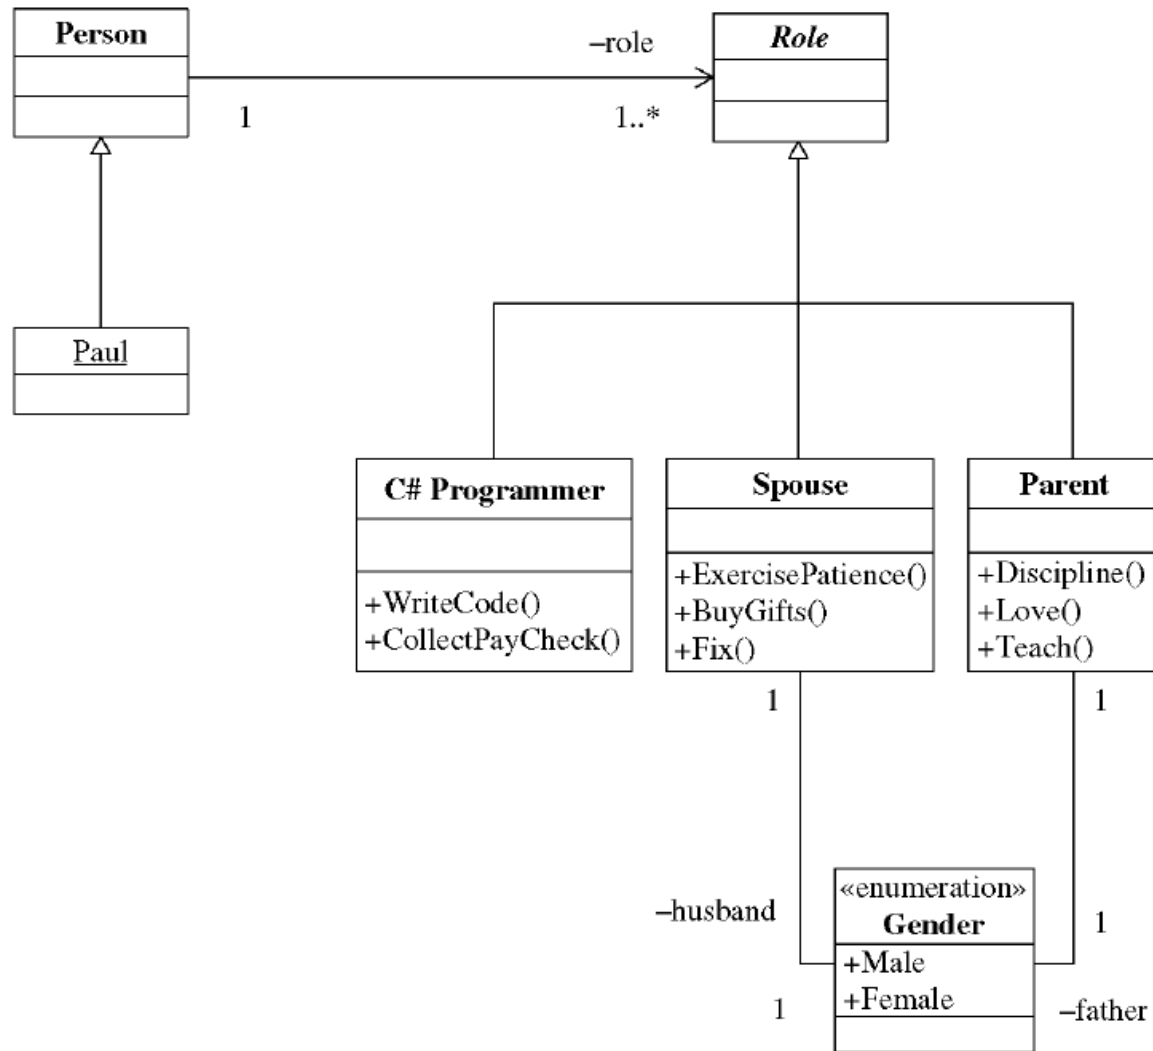 Person
–role
Role
1
1..*
Paul
C# Programmer
+WriteCode()
+CollectPayCheck()
Spouse
+ExercisePatience()
+BuyGifts()
+Fix()
Parent
+Discipline()
+Love()
+Teach()
1
1
–husband
1
«enumeration»
Gender
+Male
+Female
1
–father